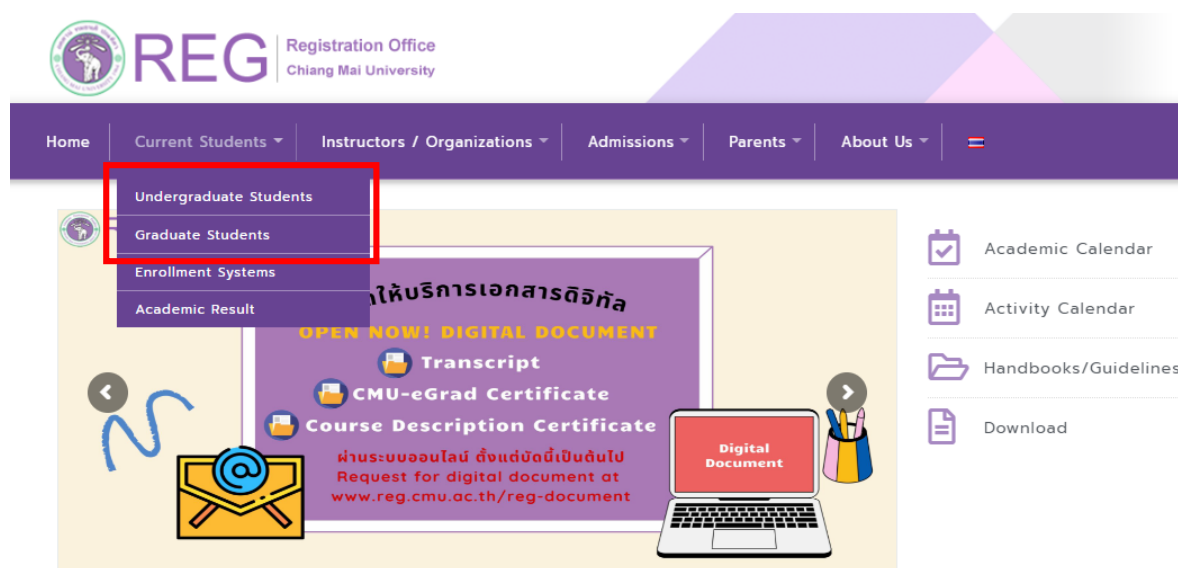 REG
Registration Office
Chiang Mai University
Home
Current Students
Instructors / Organizations
Admissions
Parents
About Us
Undergraduate Students
Graduate Students
Enrollment Systems
Academic Result
ให้บริการเอกสารดิจิทัล
OPEN NOW! DIGITAL DOCUMENT
Transcript
CMU-eGrad Certificate
Course Description Certificate
ผ่านระบบออนไลน์ ตั้งแต่บัดนี้เป็นต้นไป
Request for digital document at
www.reg.cmu.ac.th/reg-document
Digital
Document
Academic Calendar
Activity Calendar
Handbooks/Guidelines
Download